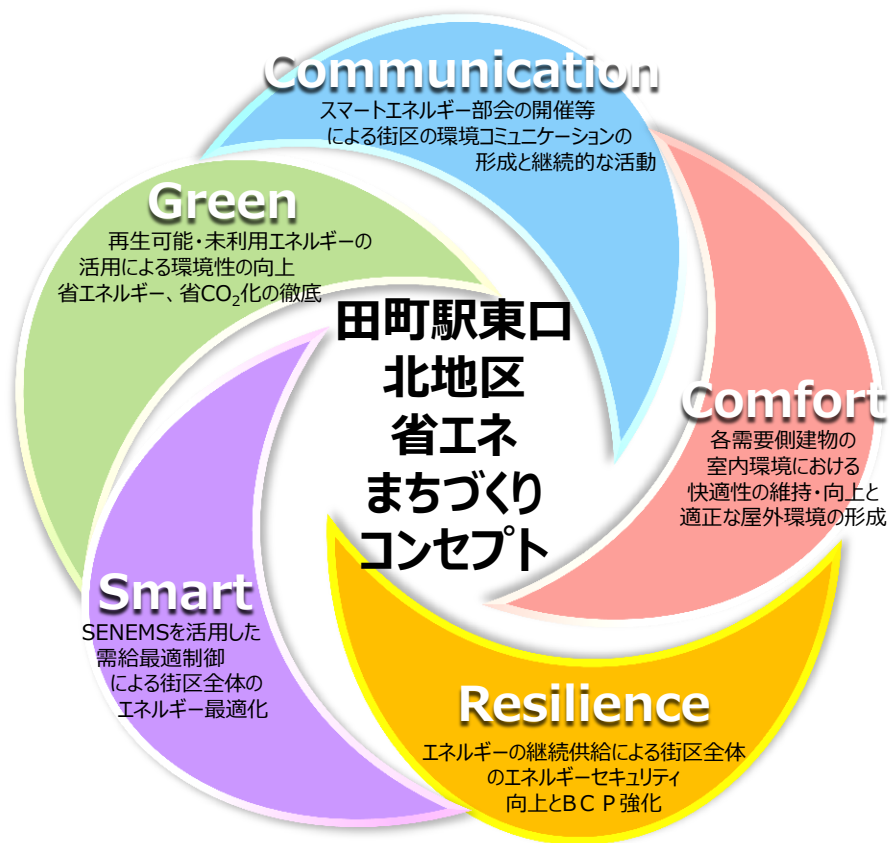 Communication
スマートエネルギー部会の開催等
による街区の環境コミュニケーションの
形成と継続的な活動
Green
再生可能・未利用エネルギーの
活用による環境性の向上
省エネルギー、省CO₂化の徹底
田町駅東口
北地区
省エネ
まちづくり
コンセプト
Comfort
各需要側建物の
室内環境における
快適性の維持・向上と
適正な屋外環境の形成
Smart
SENEMSを活用した
需給最適制御
による街区全体の
エネルギー最適化
Resilience
エネルギーの継続供給による街区全体
のエネルギーセキュリティ
向上とBCP強化